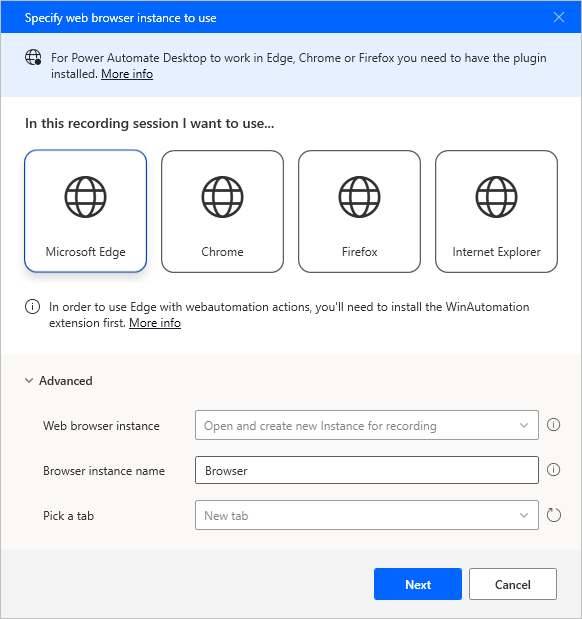 Specify web browser instance to use
For Power Automate Desktop to work in Edge, Chrome or Firefox you need to have the plugin
installed. More info
In this recording session I want to use...
Microsoft Edge
Chrome
Firefox
Internet Explorer
In order to use Edge with webautomation actions, you'll need to install the WinAutomation
extension first. More info
Advanced
Web browser instance
Open and create new Instance for recording
Browser instance name
Browser
Pick a tab
New tab
Next
Cancel